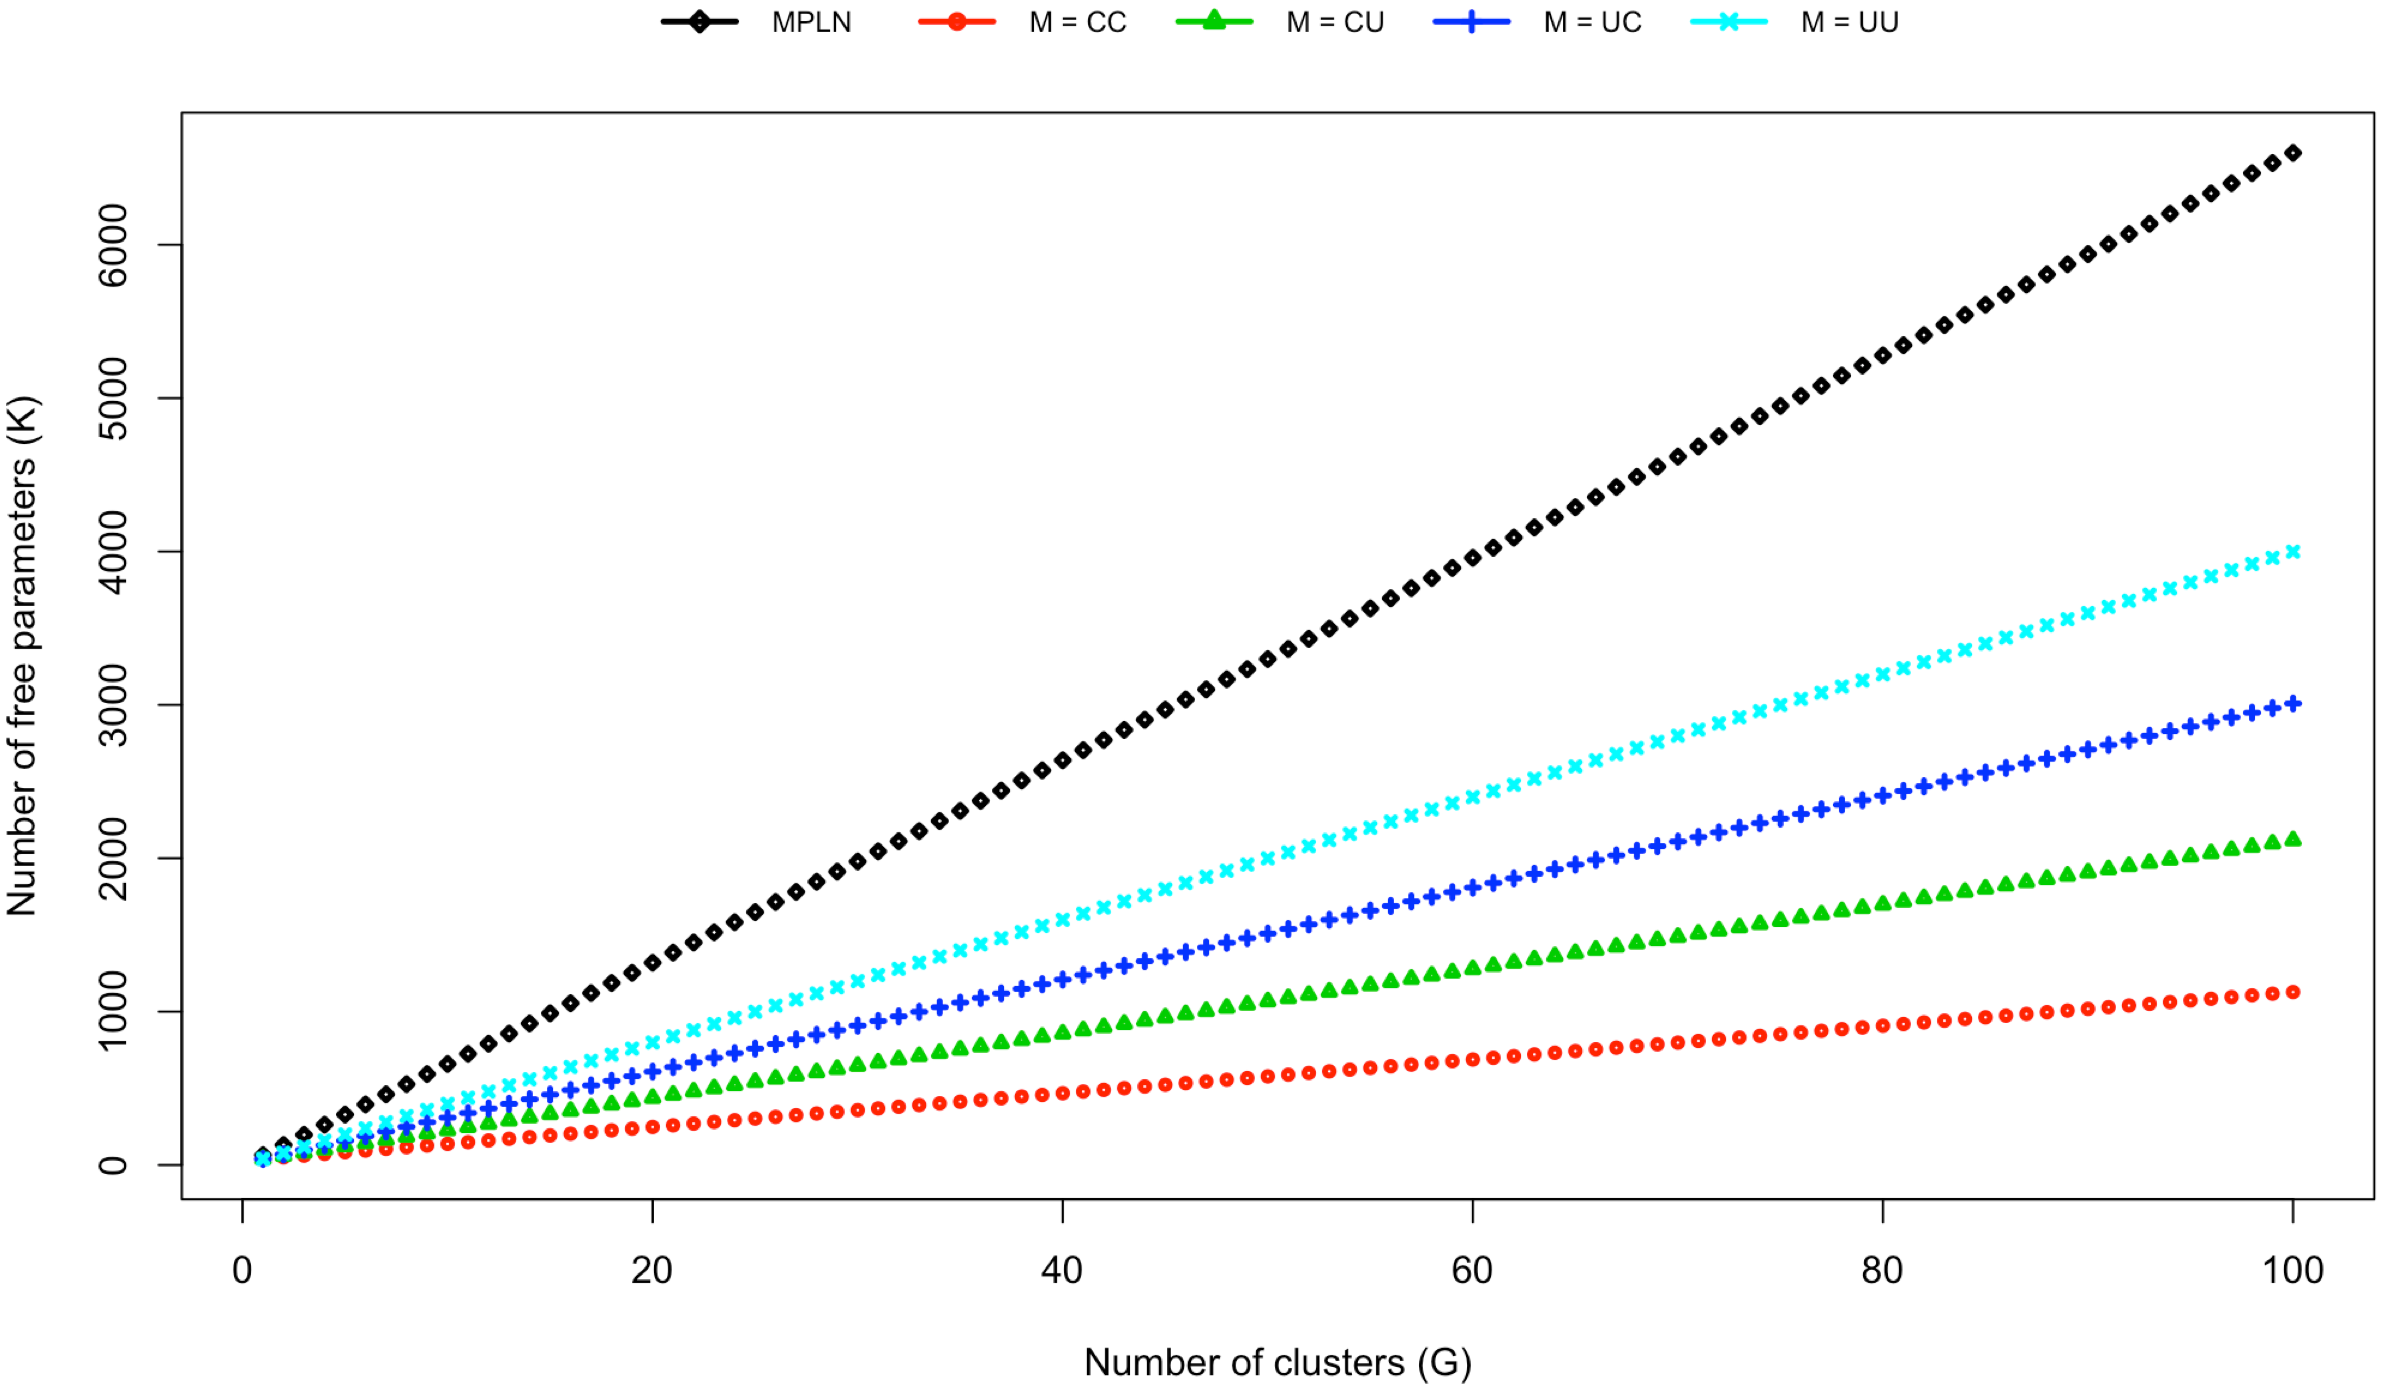 MPLN M = CC M = CU M = UC M = UU
Number of free parameters (K)
6000
5000
4000
3000
2000
1000
0
0 20 40 60 80 100
Number of clusters (G)